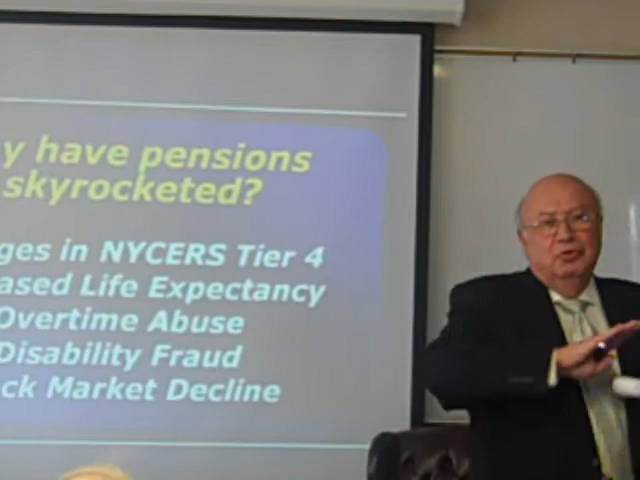 y have pensions
skyrocketed?
ges in NYCERS Tier 4
ased Life Expectancy
Overtime Abuse
Disability Fraud
ck Market Decline